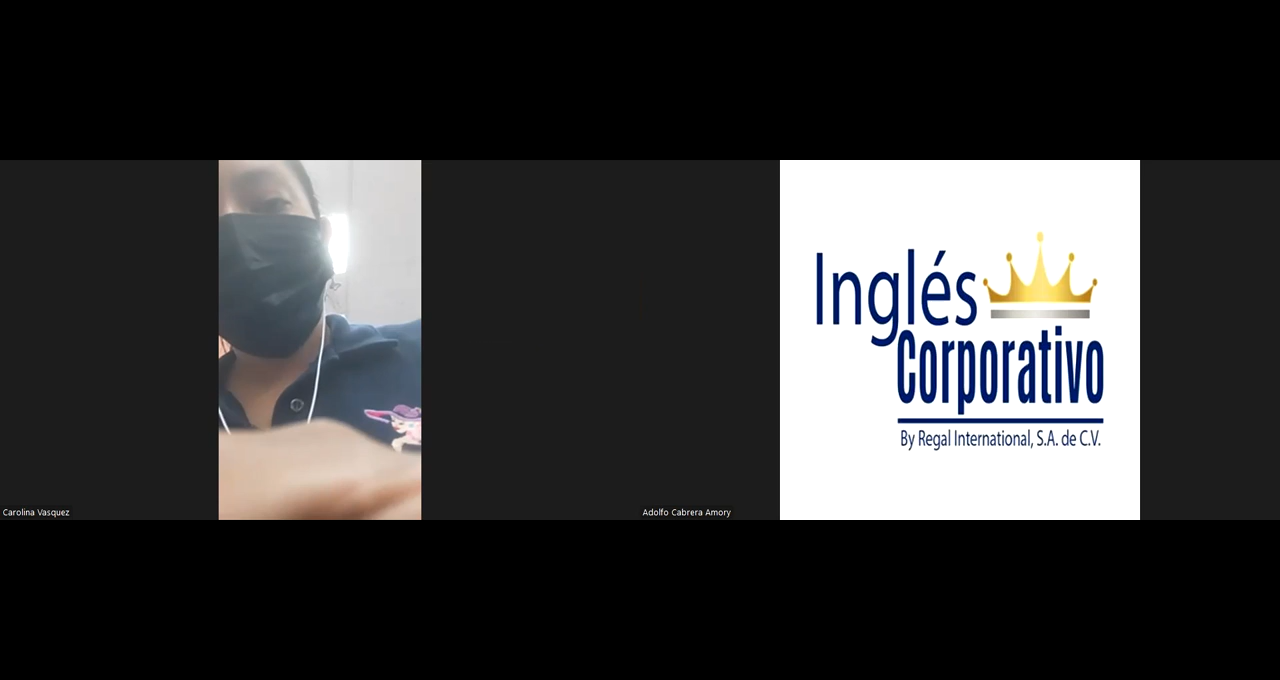 Inglés
Corporativo
By Regal International, S.A. de C.V.
Carolina Vasquez
Adolfo Cabrera Amory